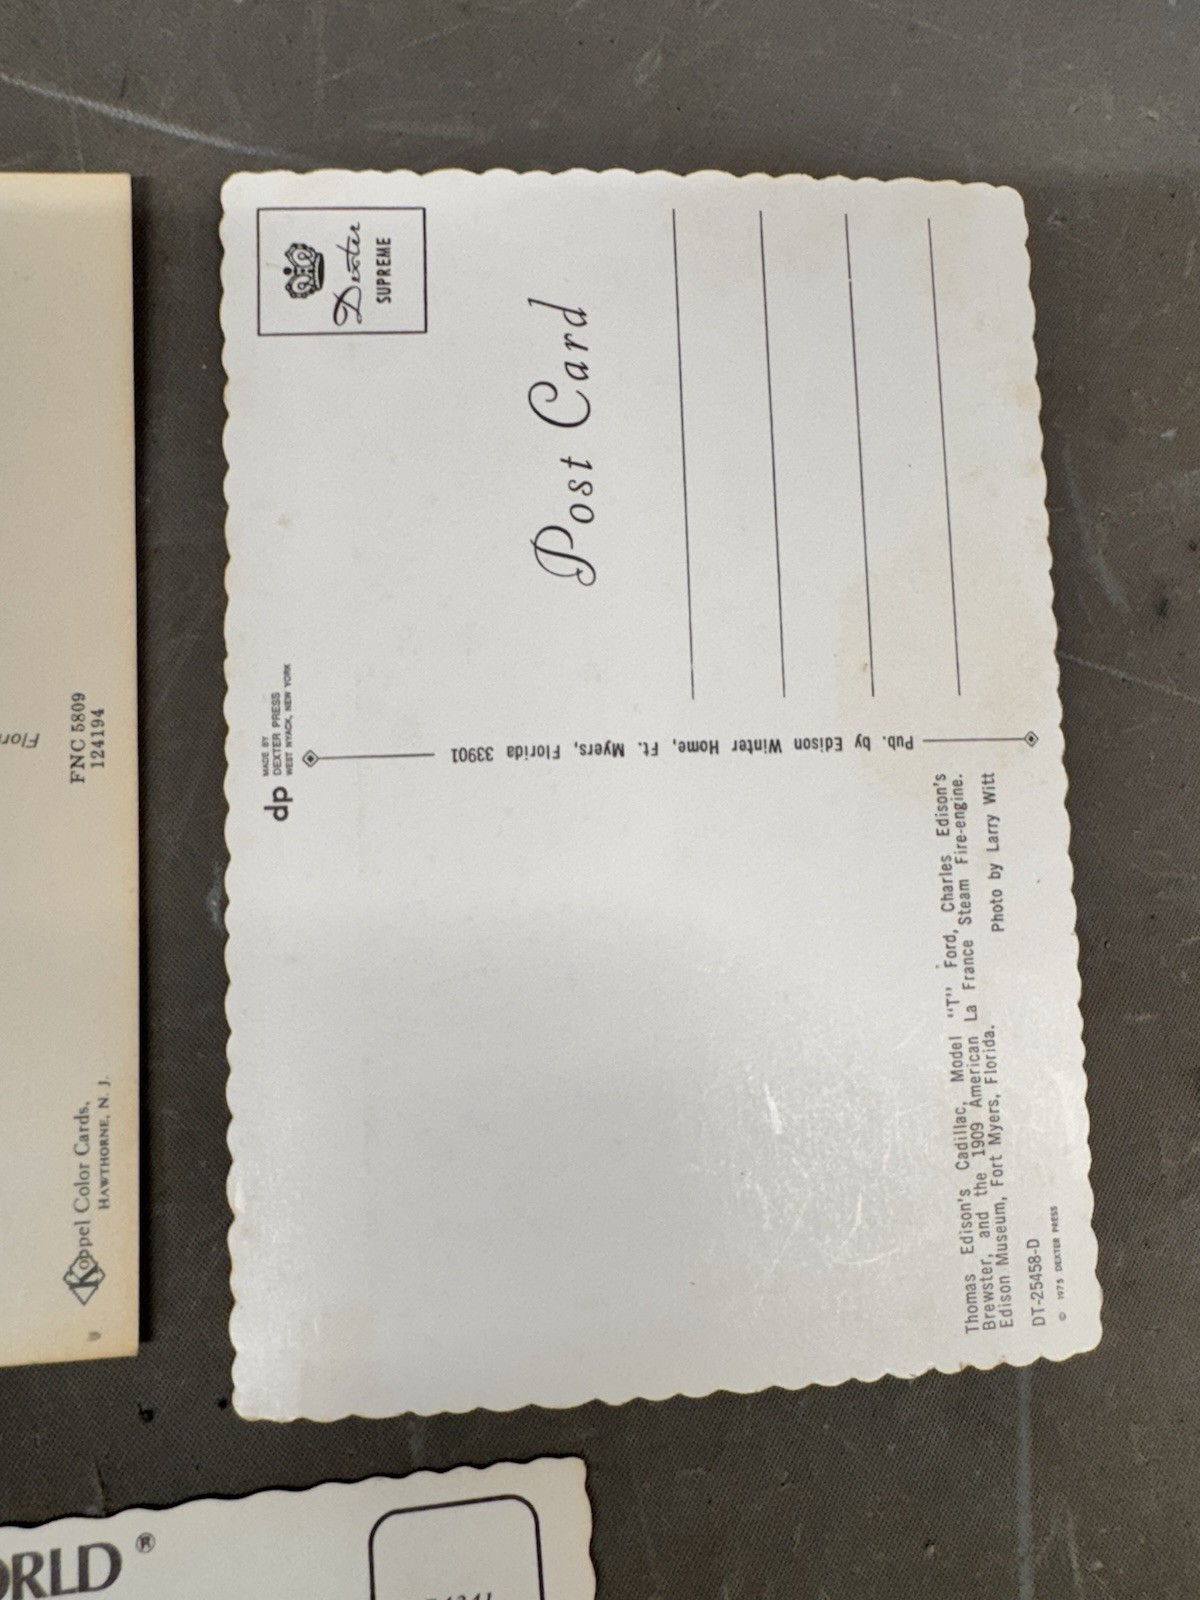 Thomas Edison's Cadillac, Model "T" Ford, Charles Edison's
Brewster, and the 1909 American La France Steam Fire-engine.
Edison Museum, Fort Myers, Florida. Photo by Larry Witt
DT-25458-D
© 1975 DEXTER PRESS
dp
MADE BY
DEXTER PRESS
WEST NYACK, NEW YORK
Pub. by Edison Winter Home, Ft. Myers, Florida 33901
Post Card
Dexter
SUPREME
Koppel Color Cards,
HAWTHORNE, N. J.
FNC 5809
124194